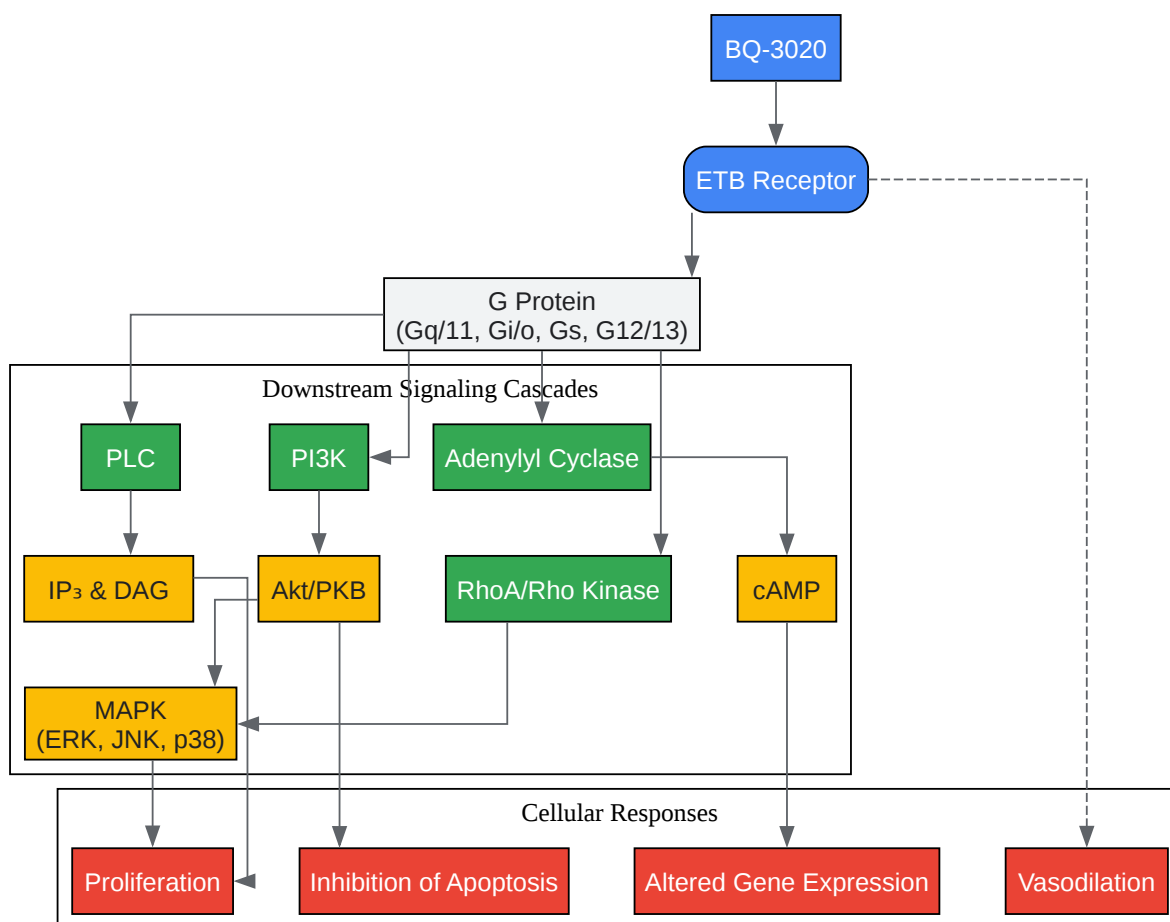 BQ-3020
ETB Receptor
G Protein
(Gq/11, Gi/o, Gs, G12/13)
Downstream Signaling Cascades
PLC
PI3K
Adenylyl Cyclase
IP₃ & DAG
Akt/PKB
RhoA/Rho Kinase
cAMP
MAPK
(ERK, JNK, p38)
Cellular Responses
Proliferation
Inhibition of Apoptosis
Altered Gene Expression
Vasodilation